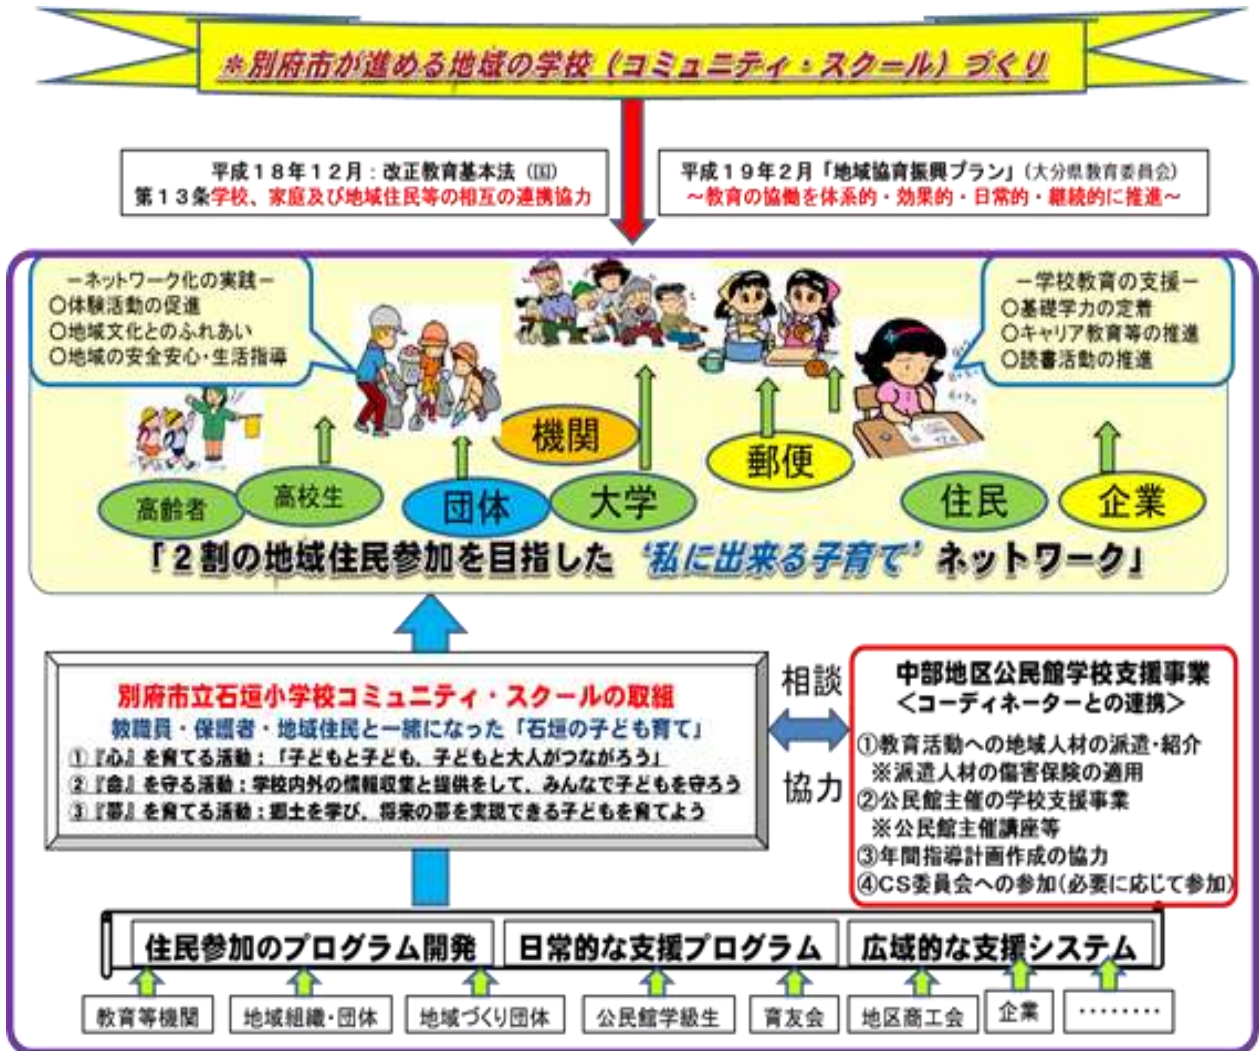 *別府市が進める地域の学校（コミュニティ・スクール）づくり
平成１８年１２月：改正教育基本法（国）
第１３条学校、家庭及び地域住民等の相互の連携協力
平成１９年２月「地域協育振興プラン」（大分県教育委員会）
～教育の協働を体系的・効果的・日常的・継続的に推進～
－ネットワーク化の実践－
○体験活動の促進
○地域文化とのふれあい
○地域の安全安心・生活指導
－学校教育の支援－
○基礎学力の定着
○キャリア教育等の推進
○読書活動の推進
機関
郵便
高齢者
高校生
団体
大学
住民
企業
「２割の地域住民参加を目指した‘私に出来る子育て’ネットワーク」
別府市立石垣小学校コミュニティ・スクールの取組
教職員・保護者・地域住民と一緒になった「石垣の子ども育て」
①『心』を育てる活動：「子どもと子ども、子どもと大人がつながろう」
②『命』を守る活動：学校内外の情報収集と提供をして、みんなで子どもを守ろう
③『夢』を育てる活動：郷土を学び、将来の夢を実現できる子どもを育てよう
相談
協力
中部地区公民館学校支援事業
＜コーディネーターとの連携＞
①教育活動への地域人材の派遣・紹介
※派遣人材の傷害保険の適用
②公民館主催の学校支援事業
※公民館主催講座等
③年間指導計画作成の協力
④CS委員会への参加（必要に応じて参加）
住民参加のプログラム開発
日常的な支援プログラム
広域的な支援システム
教育等機関
地域組織・団体
地域づくり団体
公民館学級生
育友会
地区商工会
企業
‥‥‥‥